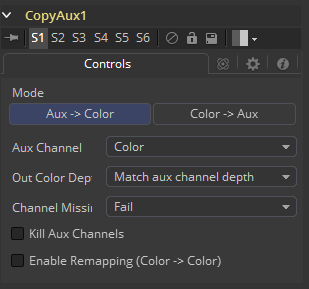 CopyAux1
S1 S2 S3 S4 S5 S6
Controls
Mode
Aux -> Color Color -> Aux
Aux Channel Color
Out Color Dep Match aux channel depth
Channel Missi Fail
Kill Aux Channels
Enable Remapping (Color -> Color)